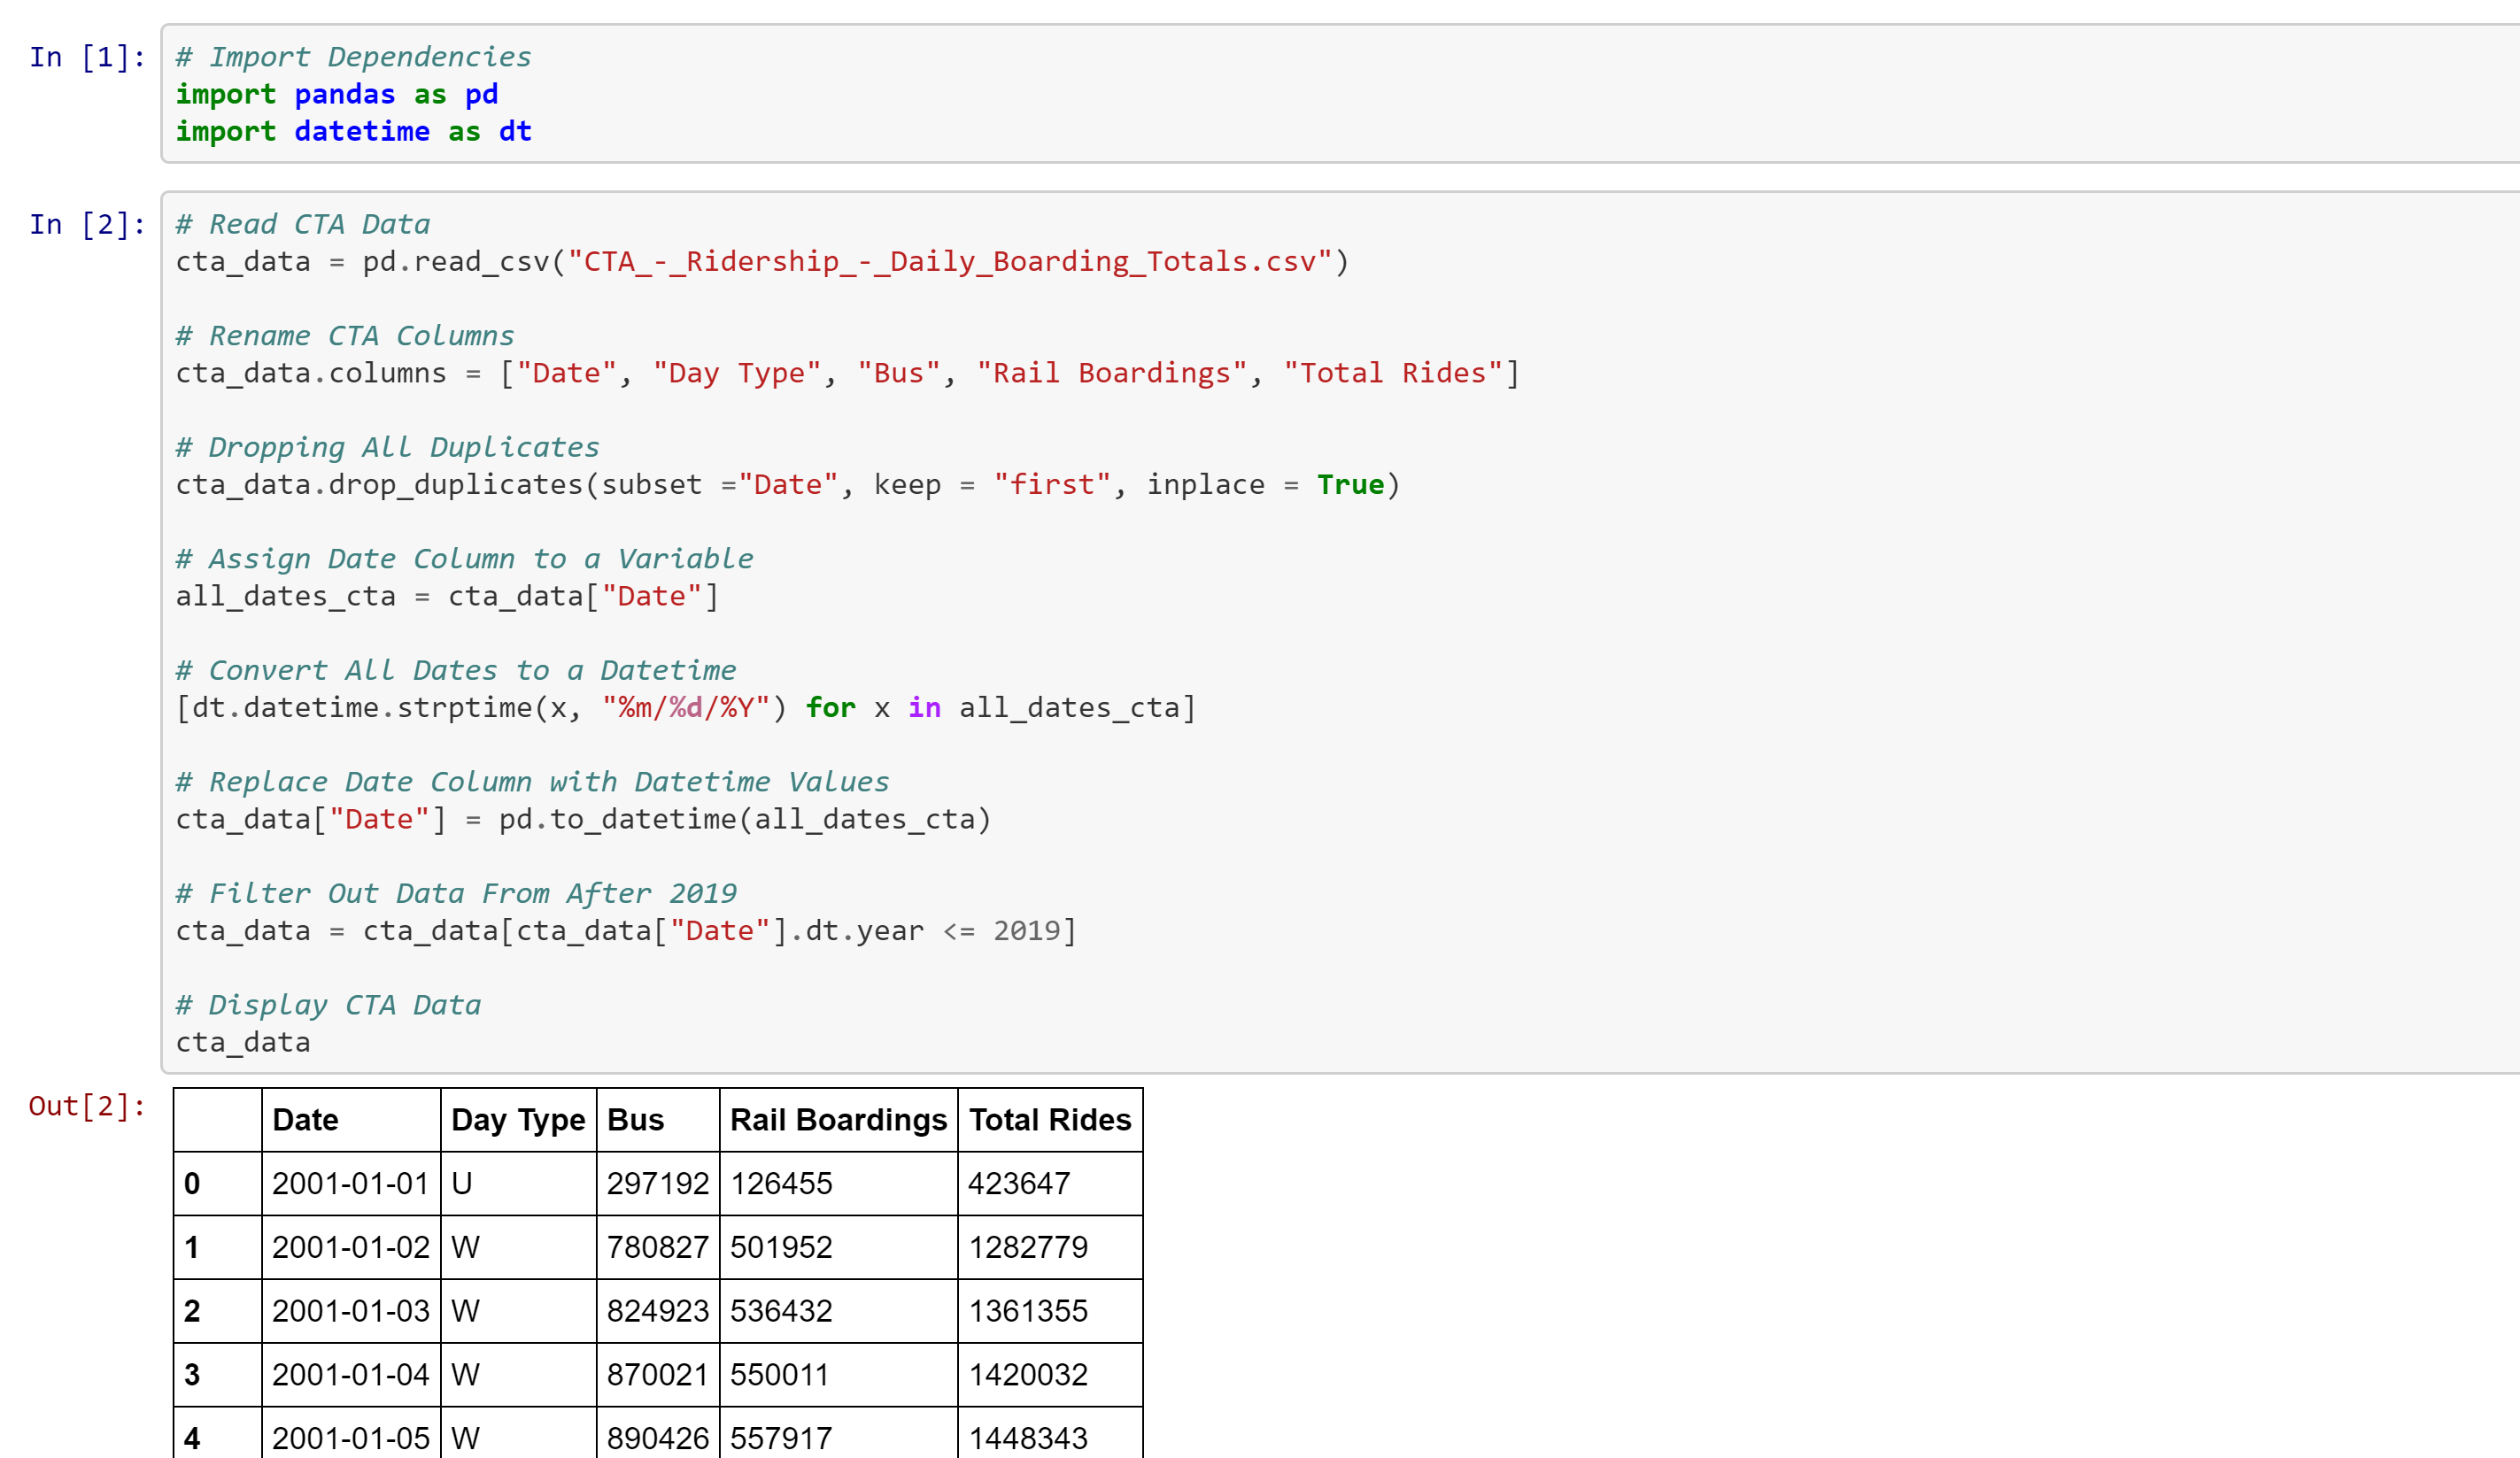 In [1]: # Import Dependencies
import pandas as pd
import datetime as dt
In [2]: # Read CTA Data
cta_data = pd.read_csv("CTA_-_Ridership_-_Daily_Boarding_Totals.csv")
# Rename CTA Columns
cta_data.columns = ["Date", "Day Type", "Bus", "Rail Boardings", "Total Rides"]
# Dropping All Duplicates
cta_data.drop_duplicates(subset ="Date", keep = "first", inplace = True)
# Assign Date Column to a Variable
all_dates_cta = cta_data["Date"]
# Convert All Dates to a Datetime
[dt.datetime.strptime(x, "%m/%d/%Y") for x in all_dates_cta]
# Replace Date Column with Datetime Values
cta_data["Date"] = pd.to_datetime(all_dates_cta)
# Filter Out Data From After 2019
cta_data = cta_data[cta_data["Date"].dt.year <= 2019]
# Display CTA Data
cta_data
Out[2]:
Date Day Type Bus Rail Boardings Total Rides
0 2001-01-01 U 297192 126455 423647
1 2001-01-02 W 780827 501952 1282779
2 2001-01-03 W 824923 536432 1361355
3 2001-01-04 W 870021 550011 1420032
4 2001-01-05 W 890426 557917 1448343